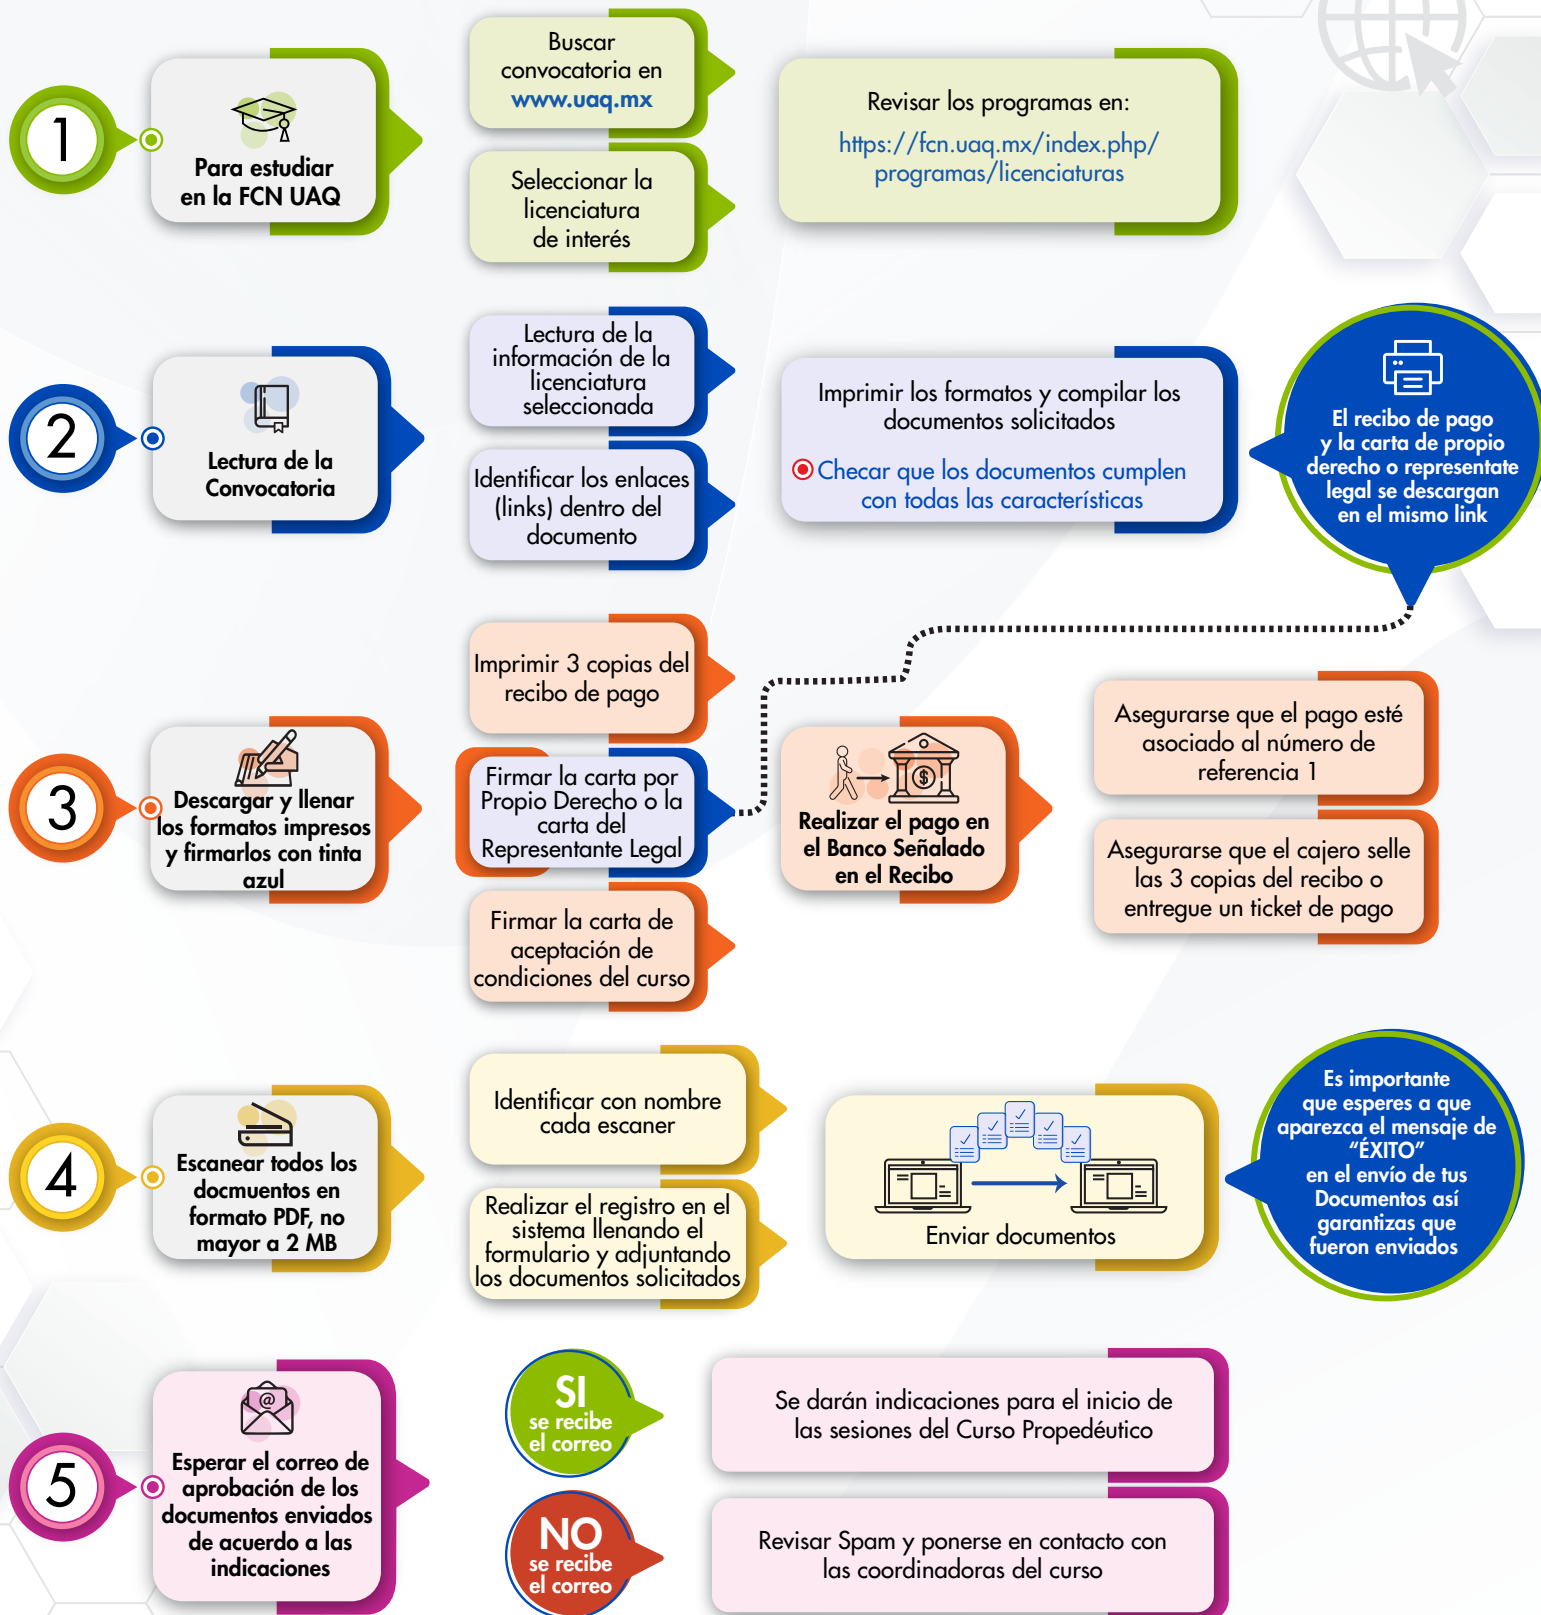 1
Para estudiar
en la FCN UAQ
Buscar
convocatoria en
www.uaq.mx
Seleccionar la
licenciatura
de interés
Revisar los programas en:
https://fcn.uaq.mx/index.php/
programas/licenciaturas
2
Lectura de la
Convocatoria
Lectura de la
información de la
licenciatura
seleccionada
Identificar los enlaces
(links) dentro del
documento
Imprimir los formatos y compilar los
documentos solicitados
Checar que los documentos cumplen
con todas las características
El recibo de pago
y la carta de propio
derecho o representate
legal se descargan
en el mismo link
3
Descargar y llenar
los formatos impresos
y firmarlos con tinta
azul
Imprimir 3 copias del
recibo de pago
Firmar la carta por
Propio Derecho o la
carta del
Representante Legal
Firmar la carta de
aceptación de
condiciones del curso
$
Realizar el pago en
el Banco Señalado
en el Recibo
Asegurarse que el pago esté
asociado al número de
referencia 1
Asegurarse que el cajero selle
las 3 copias del recibo o
entregue un ticket de pago
4
Escanear todos los
docmuentos en
formato PDF, no
mayor a 2 MB
Identificar con nombre
cada escaner
Realizar el registro en el
sistema llenando el
formulario y adjuntando
los documentos solicitados
Enviar documentos
Es importante
que esperes a que
aparezca el mensaje de
“ÉXITO”
en el envío de tus
Documentos así
garantizas que
fueron enviados
5
@
Esperar el correo de
aprobación de los
documentos enviados
de acuerdo a las
indicaciones
SI
se recibe
el correo
Se darán indicaciones para el inicio de
las sesiones del Curso Propedéutico
NO
se recibe
el correo
Revisar Spam y ponerse en contacto con
las coordinadoras del curso